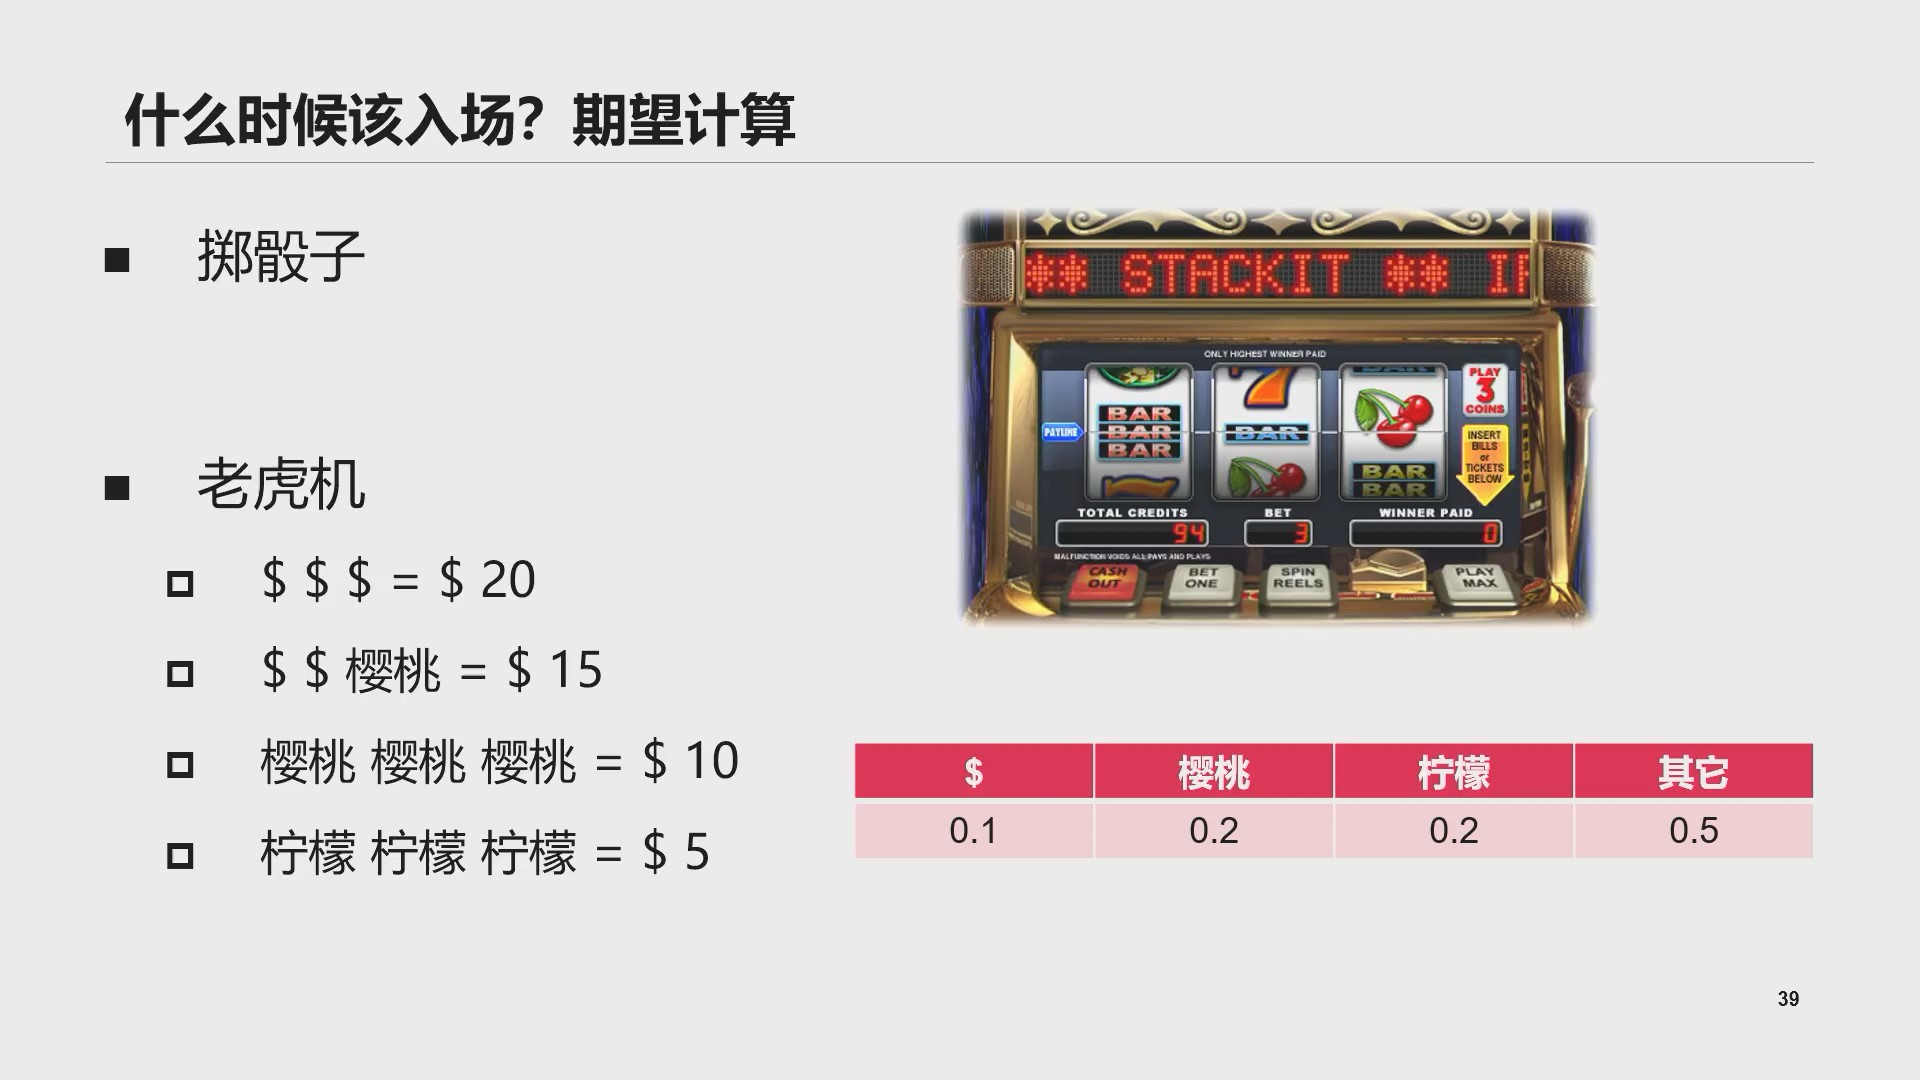 什么时候该入场？期望计算
掷骰子
老虎机
$ $ $ = $ 20
$ $ 樱桃 = $ 15
樱桃 樱桃 樱桃 = $ 10
柠檬 柠檬 柠檬 = $ 5
** STACKIT **
ONLY HIGHEST WINNER PAID
PLAY 3 COINS
BAR
BAR
BAR
7
BAR
BAR
BAR
PAYLINE
INSERT BILLS or TICKETS BELOW
TOTAL CREDITS BET WINNER PAID
94 3 0
MALFUNCTION VOIDS ALL PAYS AND PLAYS
CASH OUT
BET ONE
SPIN REELS
PLAY MAX
$ 樱桃 柠檬 其它
0.1 0.2 0.2 0.5
39